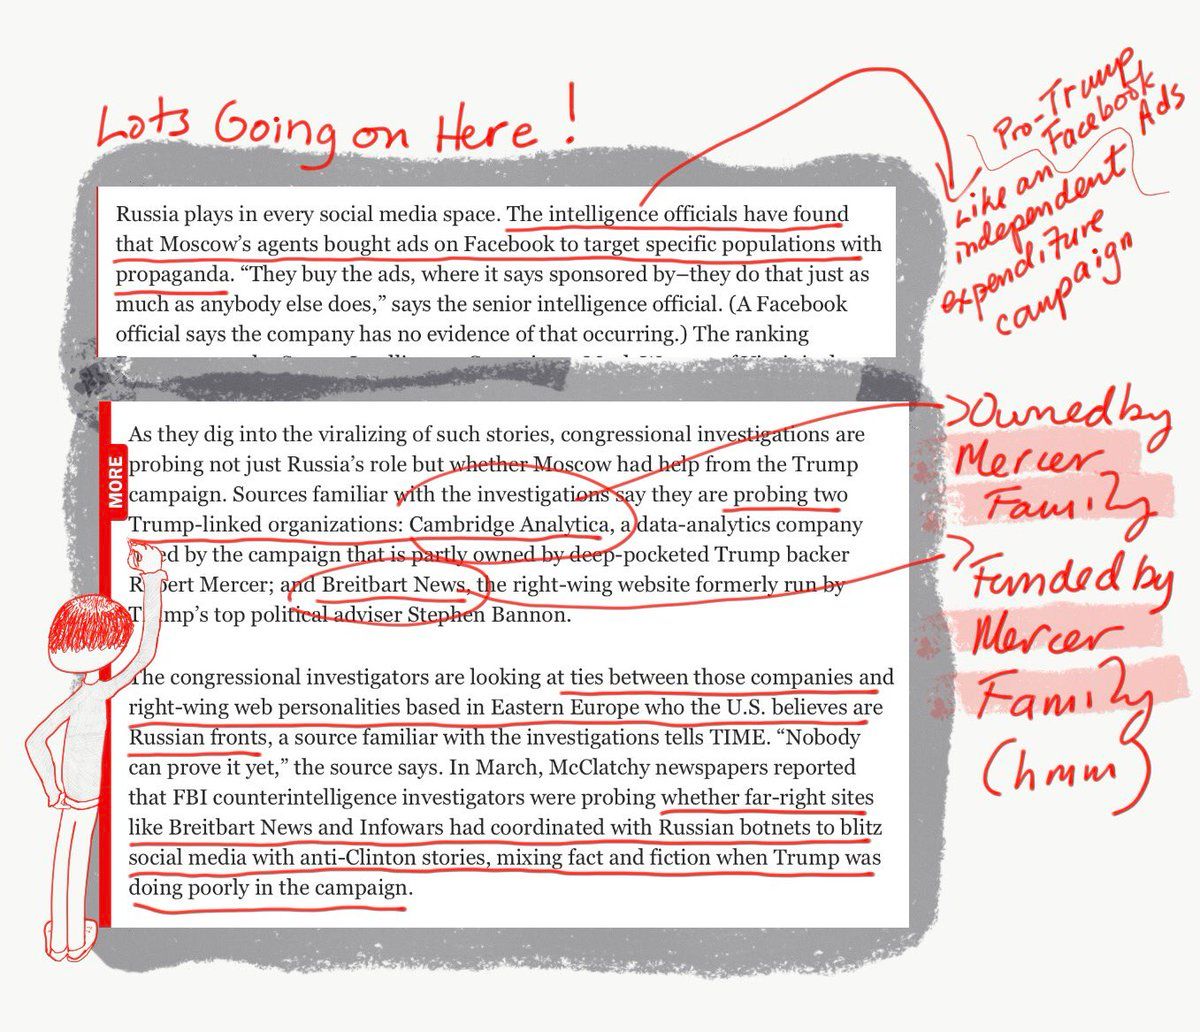 Lots Going on Here!
Pro-Trump
Facebook
Ads
Like an
independent
expenditure
campaign
Russia plays in every social media space. The intelligence officials have found
that Moscow’s agents bought ads on Facebook to target specific populations with
propaganda. “They buy the ads, where it says sponsored by—they do that just as
much as anybody else does,” says the senior intelligence official. (A Facebook
official says the company has no evidence of that occurring.) The ranking
MORE
As they dig into the viralizing of such stories, congressional investigations are
probing not just Russia’s role but whether Moscow had help from the Trump
campaign. Sources familiar with the investigations say they are probing two
Trump-linked organizations: Cambridge Analytica, a data-analytics company
by the campaign that is partly owned by deep-pocketed Trump backer
Robert Mercer; and Breitbart News, the right-wing website formerly run by
Trump’s top political adviser Stephen Bannon.
Owned by
Mercer
Family
Funded by
Mercer
Family
(hmm)
The congressional investigators are looking at ties between those companies and
right-wing web personalities based in Eastern Europe who the U.S. believes are
Russian fronts, a source familiar with the investigations tells TIME. “Nobody
can prove it yet,” the source says. In March, McClatchy newspapers reported
that FBI counterintelligence investigators were probing whether far-right sites
like Breitbart News and Infowars had coordinated with Russian botnets to blitz
social media with anti-Clinton stories, mixing fact and fiction when Trump was
doing poorly in the campaign.